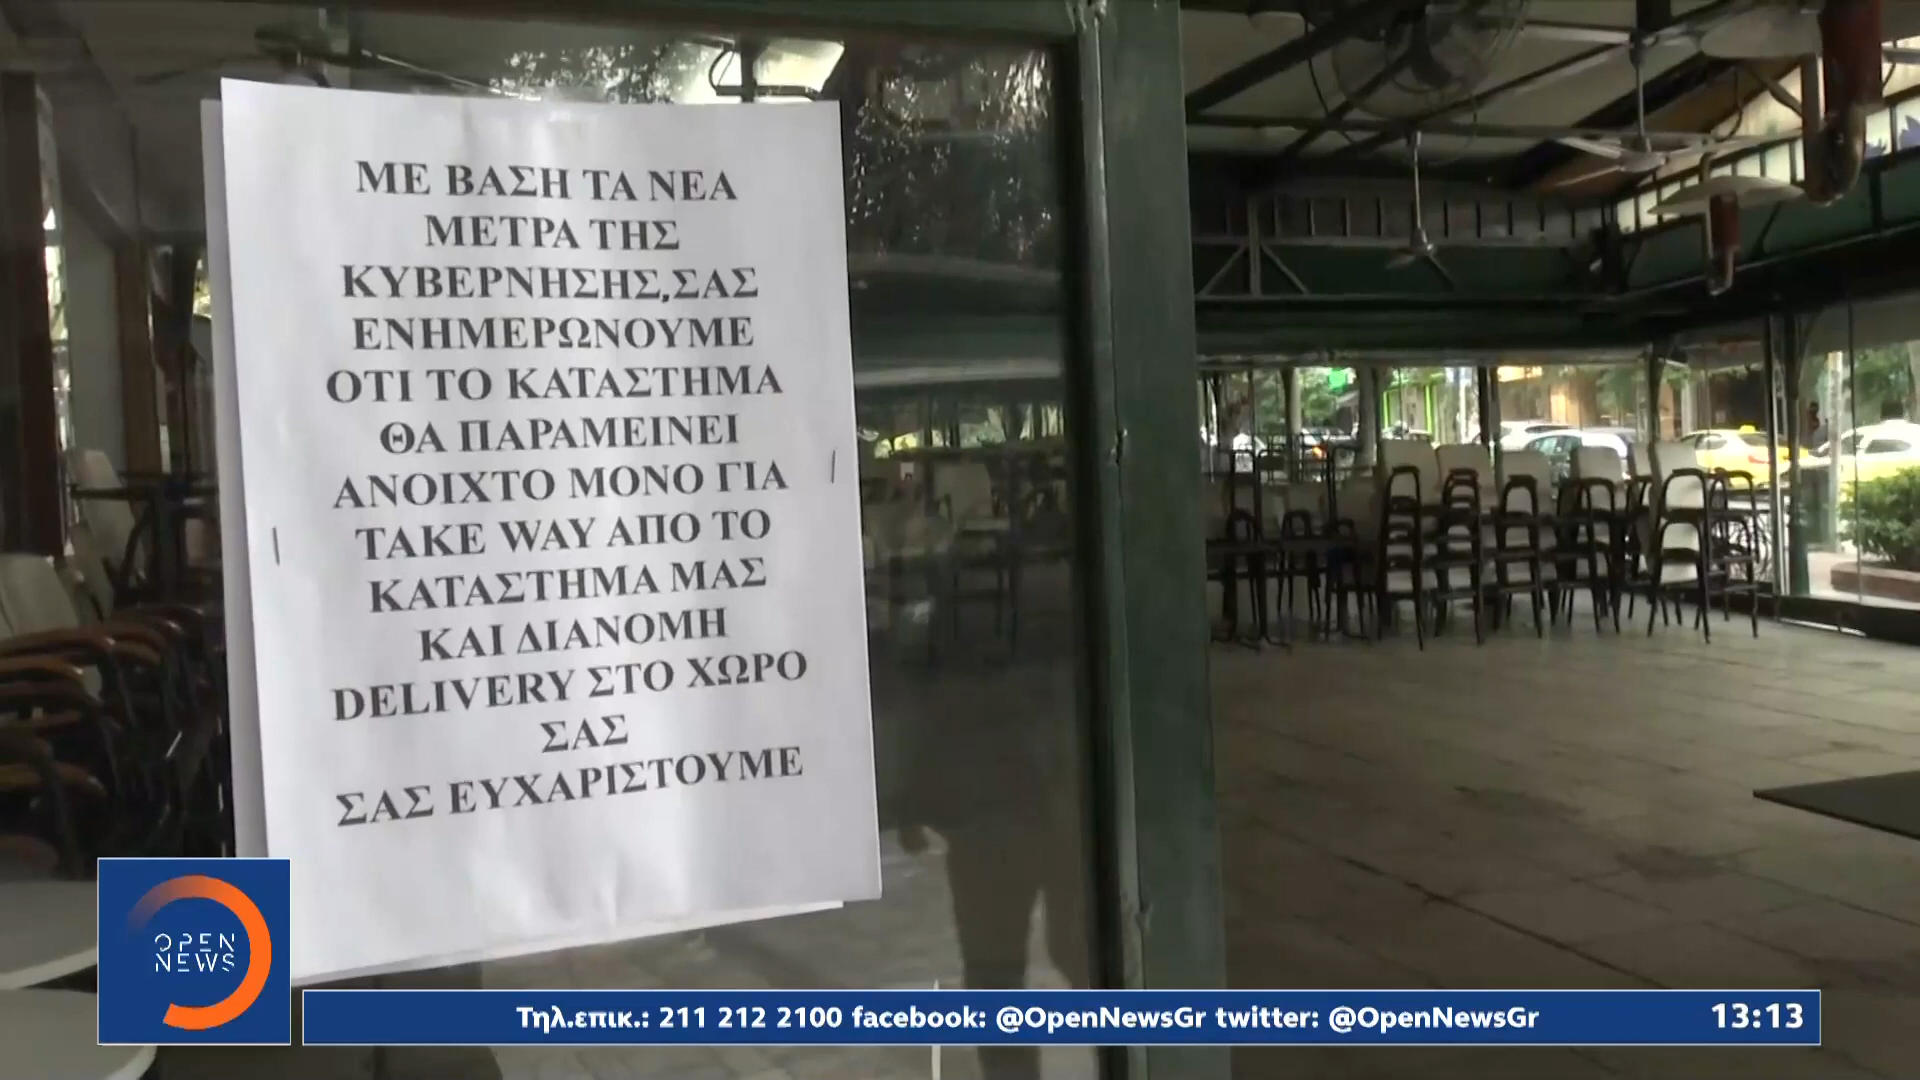 ΜΕ ΒΑΣΗ ΤΑ ΝΕΑ
ΜΕΤΡΑ ΤΗΣ
ΚΥΒΕΡΝΗΣΗΣ,ΣΑΣ
ΕΝΗΜΕΡΩΝΟΥΜΕ
ΟΤΙ ΤΟ ΚΑΤΑΣΤΗΜΑ
ΘΑ ΠΑΡΑΜΕΙΝΕΙ
ΑΝΟΙΧΤΟ ΜΟΝΟ ΓΙΑ
TAKE WAY ΑΠΟ ΤΟ
ΚΑΤΑΣΤΗΜΑ ΜΑΣ
ΚΑΙ ΔΙΑΝΟΜΗ
DELIVERY ΣΤΟ ΧΩΡΟ
ΣΑΣ
ΣΑΣ ΕΥΧΑΡΙΣΤΟΥΜΕ
OPEN
NEWS
Τηλ.επικ.: 211 212 2100 facebook: @OpenNewsGr twitter: @OpenNewsGr
13:13